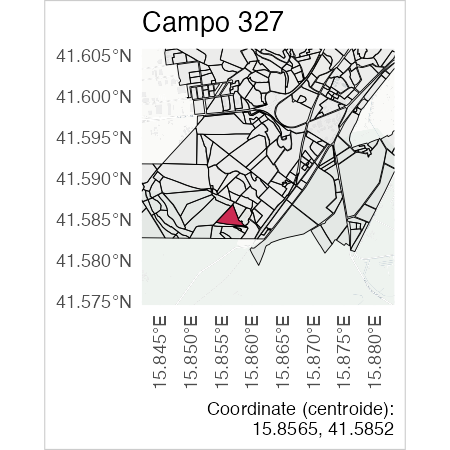 Campo 327
41.605°N
41.600°N
41.595°N
41.590°N
41.585°N
41.580°N
41.575°N
15.845°E
15.850°E
15.855°E
15.860°E
15.865°E
15.870°E
15.875°E
15.880°E
Coordinate (centroide):
15.8565, 41.5852